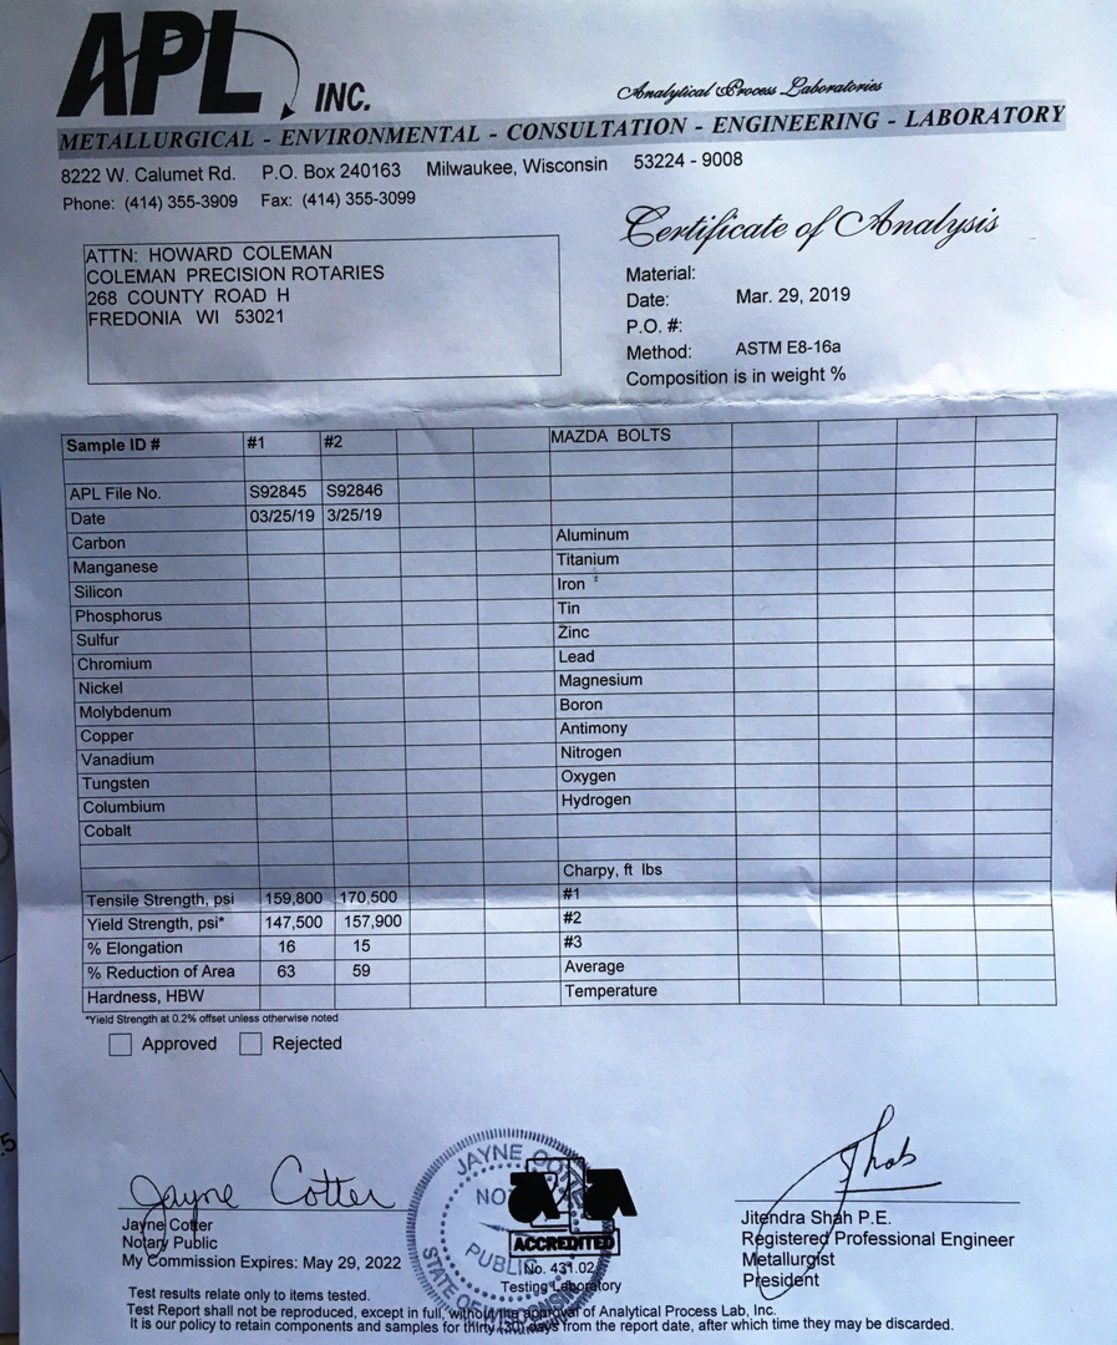 APL INC.
Analytical Process Laboratories
METALLURGICAL - ENVIRONMENTAL - CONSULTATION - ENGINEERING - LABORATORY
8222 W. Calumet Rd. P.O. Box 240163 Milwaukee, Wisconsin 53224 - 9008
Phone: (414) 355-3909 Fax: (414) 355-3099
Certificate of Analysis
ATTN: HOWARD COLEMAN
COLEMAN PRECISION ROTARIES
268 COUNTY ROAD H
FREDONIA WI 53021
Material:
Date: Mar. 29, 2019
P.O. #:
Method: ASTM E8-16a
Composition is in weight %
Sample ID # #1 #2 MAZDA BOLTS
APL File No. S92845 S92846
Date 03/25/19 3/25/19
Carbon Aluminum
Manganese Titanium
Silicon Iron
Phosphorus Tin
Sulfur Zinc
Chromium Lead
Nickel Magnesium
Molybdenum Boron
Copper Antimony
Vanadium Nitrogen
Tungsten Oxygen
Columbium Hydrogen
Cobalt
Charpy, ft lbs
Tensile Strength, psi 159,800 170,500 #1
Yield Strength, psi* 147,500 157,900 #2
% Elongation 16 15 #3
% Reduction of Area 63 59 Average
Hardness, HBW Temperature
*Yield Strength at 0.2% offset unless otherwise noted
Approved Rejected
Jayne Cotter
Jayne Cotter
Notary Public
My Commission Expires: May 29, 2022
JAYNE
PUBLIC
STATE OF WISCONSIN
ACCREDITED
No. 431.02
Testing Laboratory
Shah
Jitendra Shah P.E.
Registered Professional Engineer
Metallurgist
President
Test results relate only to items tested.
Test Report shall not be reproduced, except in full, without the approval of Analytical Process Lab, Inc.
It is our policy to retain components and samples for thirty (30) days from the report date, after which time they may be discarded.